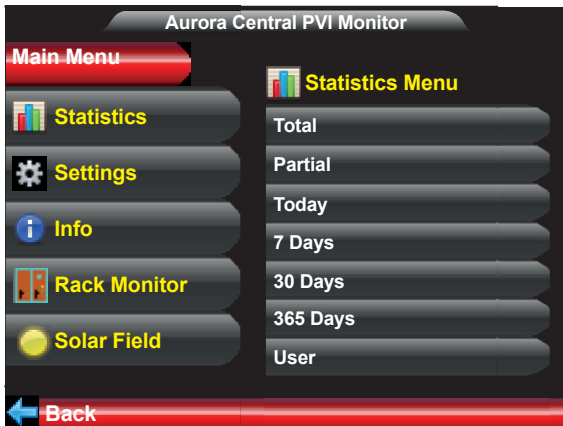 Aurora Central PVI Monitor
Main Menu
Statistics
Settings
Info
Rack Monitor
Solar Field
Statistics Menu
Total
Partial
Today
7 Days
30 Days
365 Days
User
Back